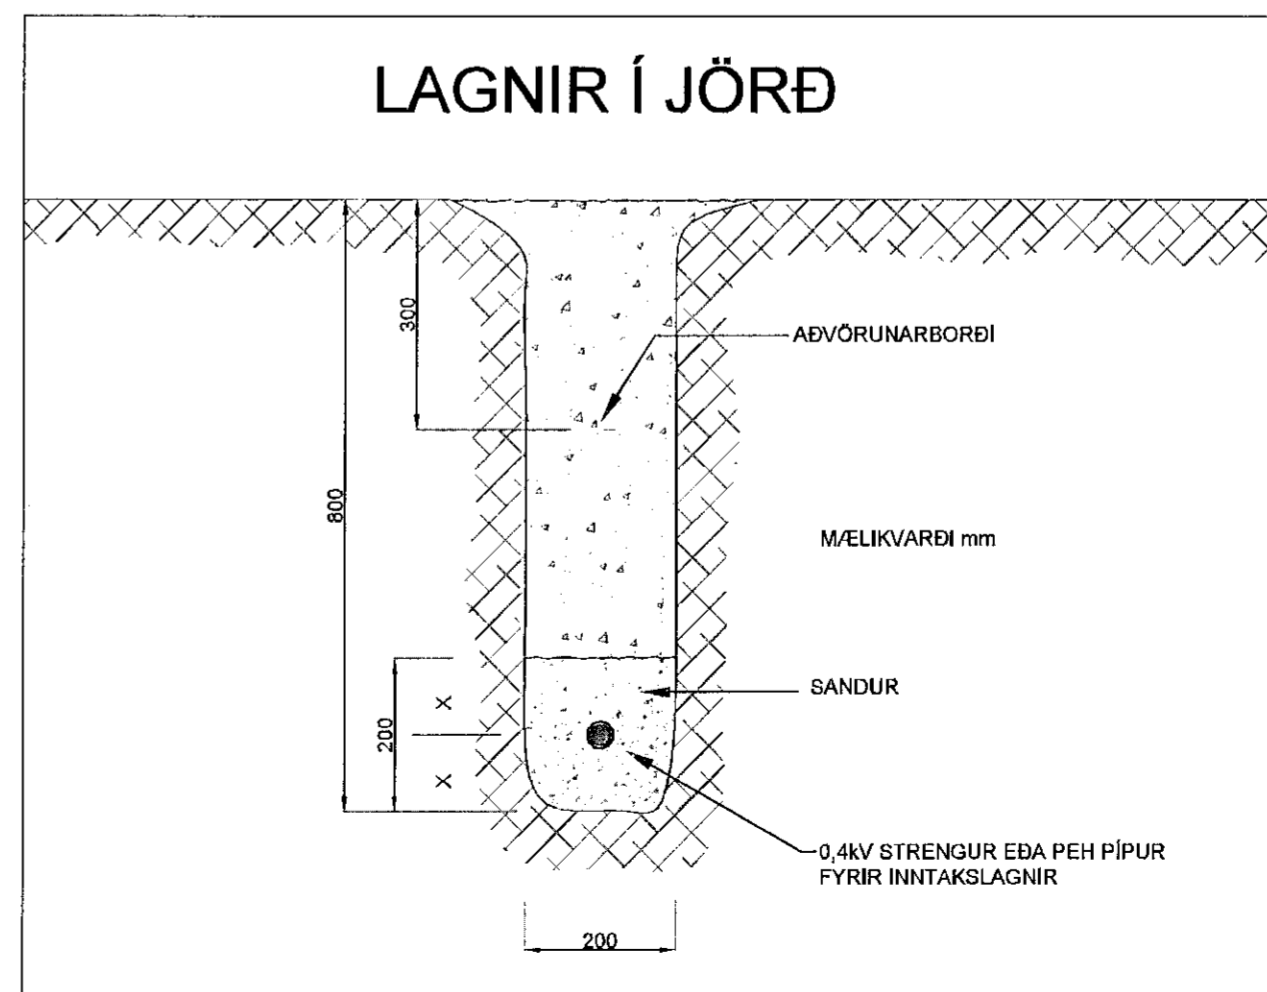 LAGNIR Í JÖRÐ
300
AÐVÖRUNARBORÐI
800
MÆLIKVARÐI mm
SANDUR
200
X
X
0,4kV STRENGUR EÐA PEH PÍPUR
FYRIR INNTAKSLAGNIR
200